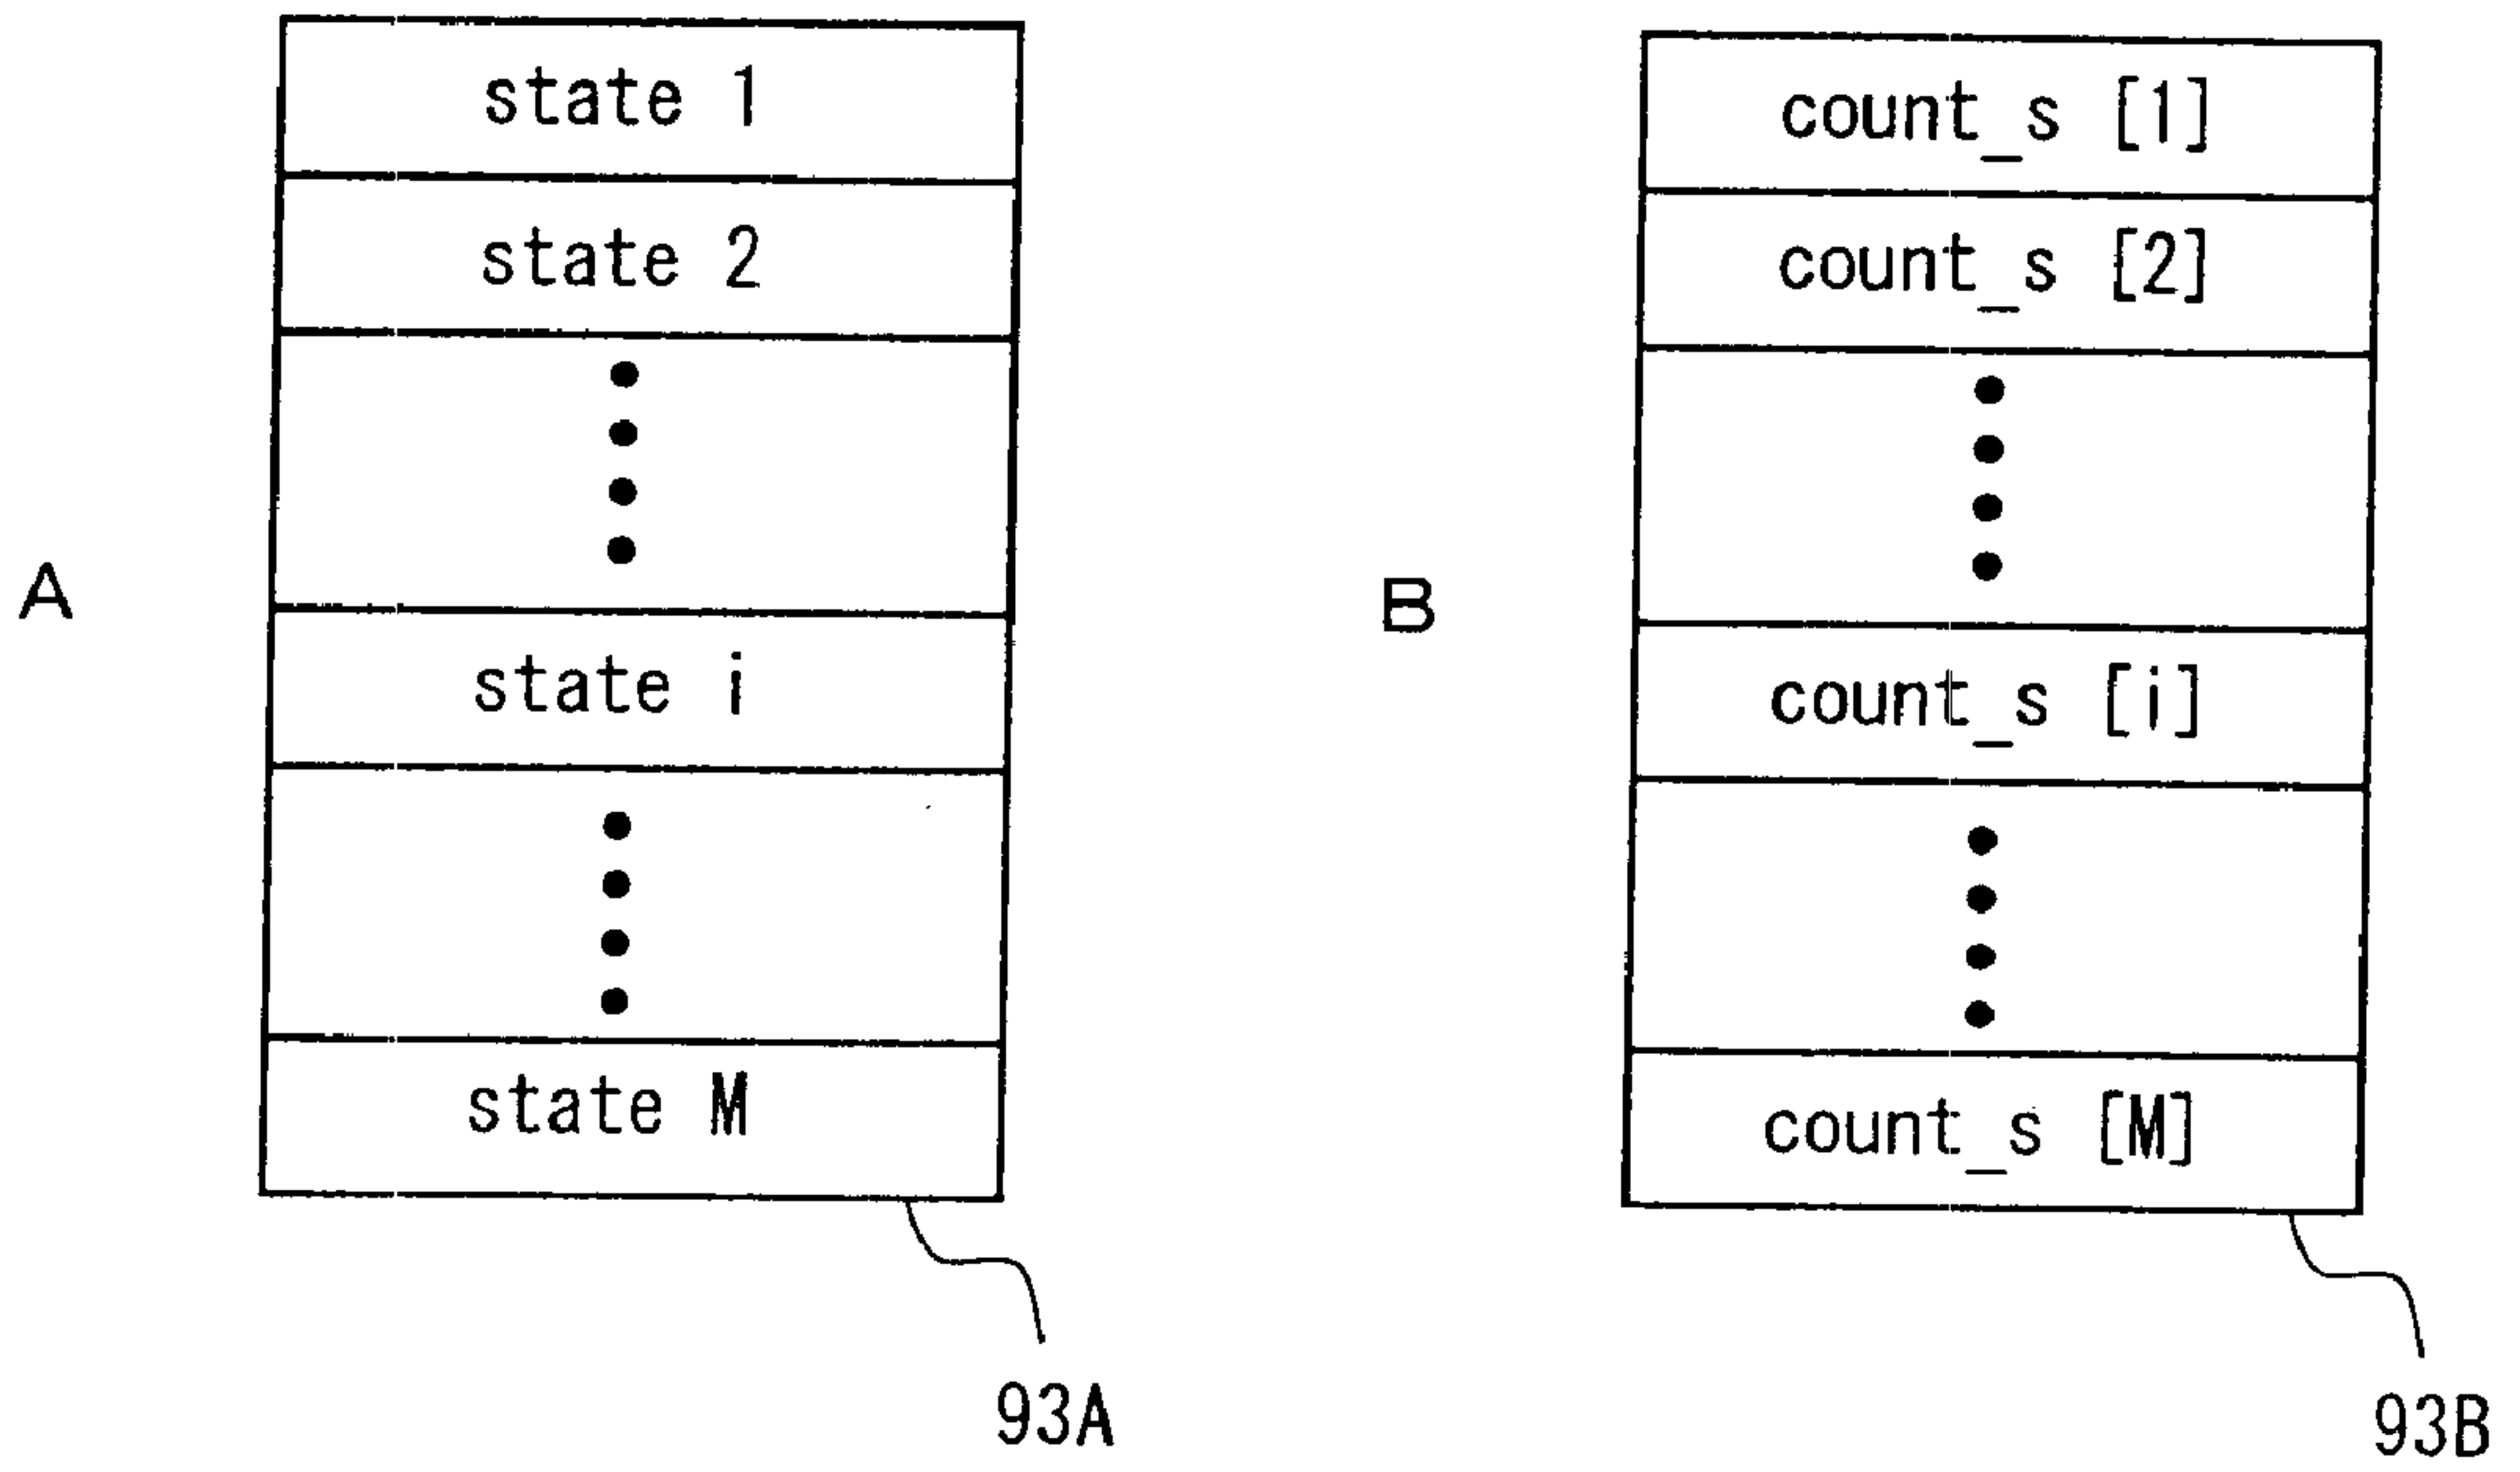 A
state 1
state 2
state i
state M
93A
B
count_s [1]
count_s [2]
count_s [i]
count_s [M]
93B